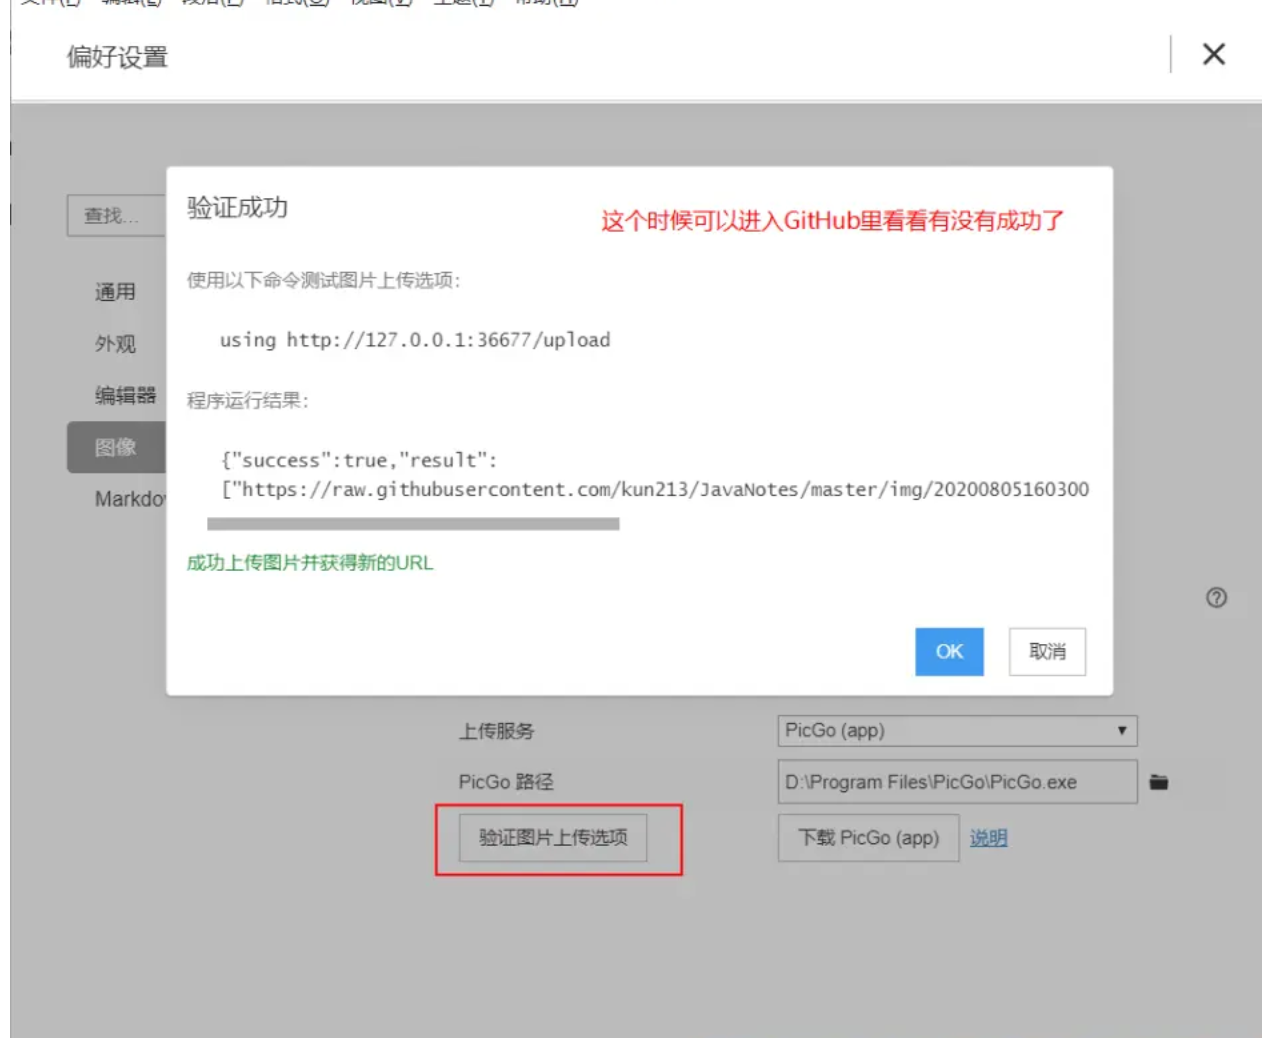 偏好设置
查找...
验证成功
这个时候可以进入GitHub里看看有没有成功了
使用以下命令测试图片上传选项:
using http://127.0.0.1:36677/upload
程序运行结果:
{"success":true,"result":
["https://raw.githubusercontent.com/kun213/JavaNotes/master/img/20200805160300
成功上传图片并获得新的URL
OK
取消
通用
外观
编辑器
图像
Markdo
上传服务
PicGo (app)
PicGo 路径
D:\Program Files\PicGo\PicGo.exe
验证图片上传选项
下载 PicGo (app)
说明